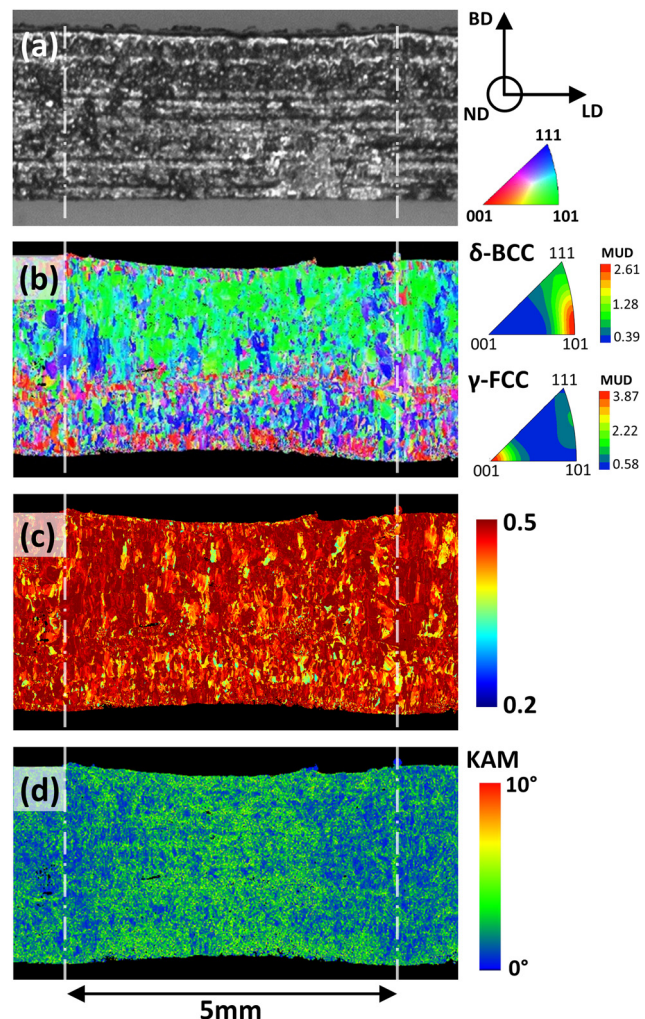 (a)
BD
ND
LD
111
001
101
(b)
δ-BCC
111
001
101
MUD
2.61
1.28
0.39
γ-FCC
111
001
101
MUD
3.87
2.22
0.58
(c)
0.5
0.2
(d)
KAM
10°
0°
5mm